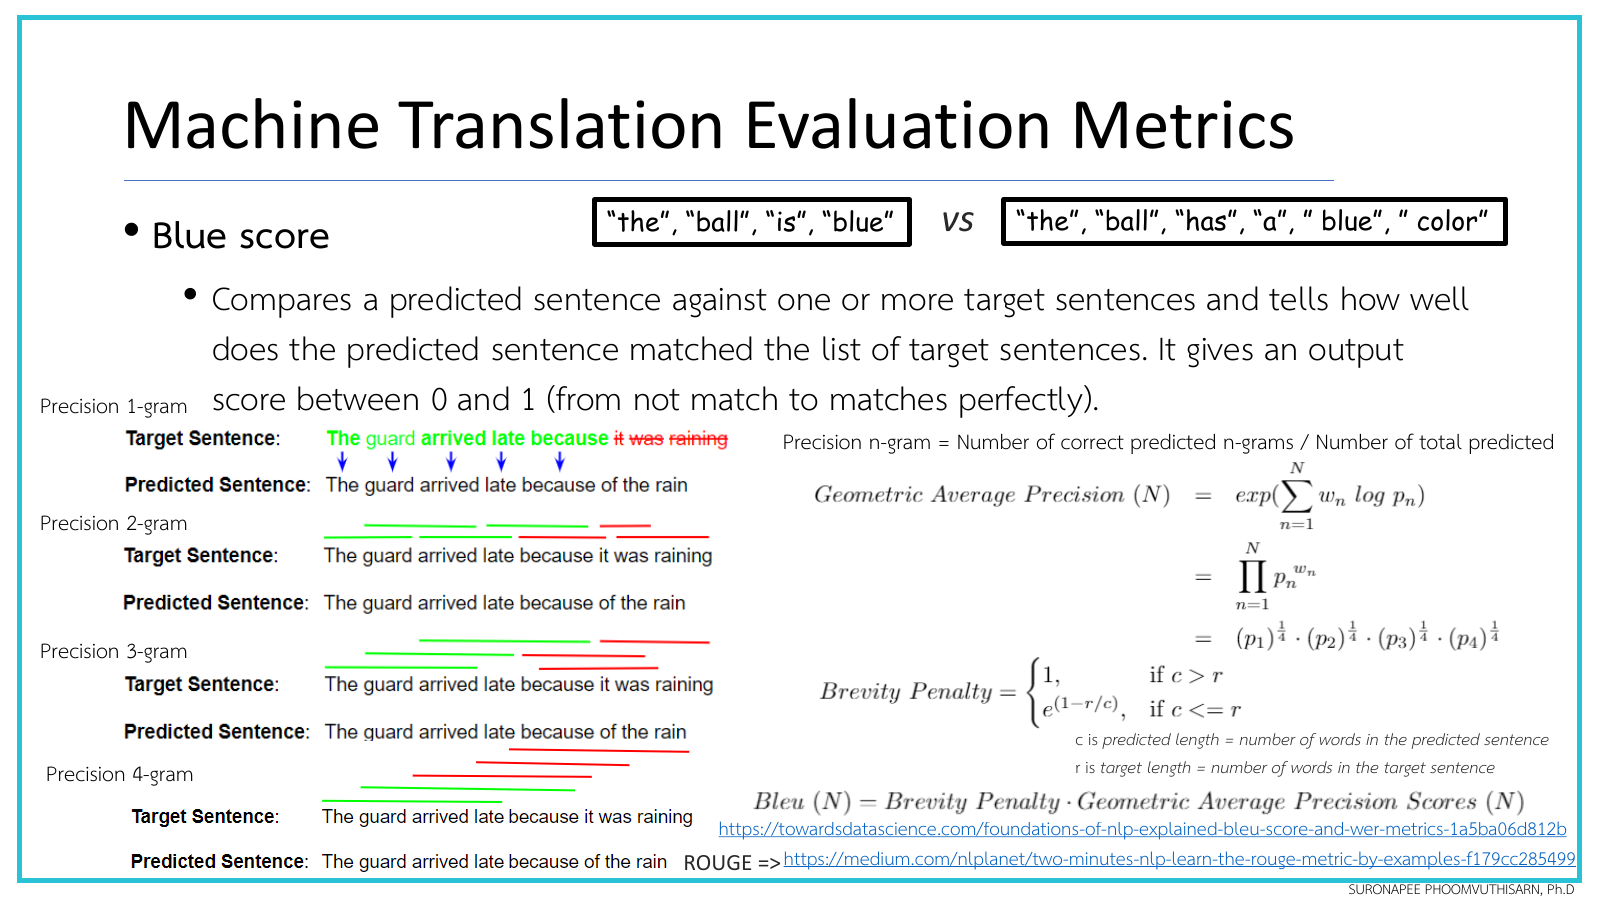 Machine Translation Evaluation Metrics
• Blue score
“the”, “ball”, “is”, “blue” vs “the”, “ball”, “has”, “a”, ” blue”, ” color”
• Compares a predicted sentence against one or more target sentences and tells how well
does the predicted sentence matched the list of target sentences. It gives an output
score between 0 and 1 (from not match to matches perfectly).
Precision 1-gram
Target Sentence: The guard arrived late because it was raining
Predicted Sentence: The guard arrived late because of the rain
Precision 2-gram
Target Sentence: The guard arrived late because it was raining
Predicted Sentence: The guard arrived late because of the rain
Precision 3-gram
Target Sentence: The guard arrived late because it was raining
Predicted Sentence: The guard arrived late because of the rain
Precision 4-gram
Target Sentence: The guard arrived late because it was raining
Predicted Sentence: The guard arrived late because of the rain
Precision n-gram = Number of correct predicted n-grams / Number of total predicted
Geometric Average Precision (N) = exp(∑_{n=1}^{N} w_n log p_n)
= ∏_{n=1}^{N} p_n^{w_n}
= (p_1)^{1/4} · (p_2)^{1/4} · (p_3)^{1/4} · (p_4)^{1/4}
Brevity Penalty = { 1, if c > r
e^{(1−r/c)}, if c <= r
c is predicted length = number of words in the predicted sentence
r is target length = number of words in the target sentence
Bleu (N) = Brevity Penalty · Geometric Average Precision Scores (N)
https://towardsdatascience.com/foundations-of-nlp-explained-bleu-score-and-wer-metrics-1a5ba06d812b
ROUGE => https://medium.com/nlplanet/two-minutes-nlp-learn-the-rouge-metric-by-examples-f179cc285499
SURONAPEE PHOOMVUTHISARN, Ph.D